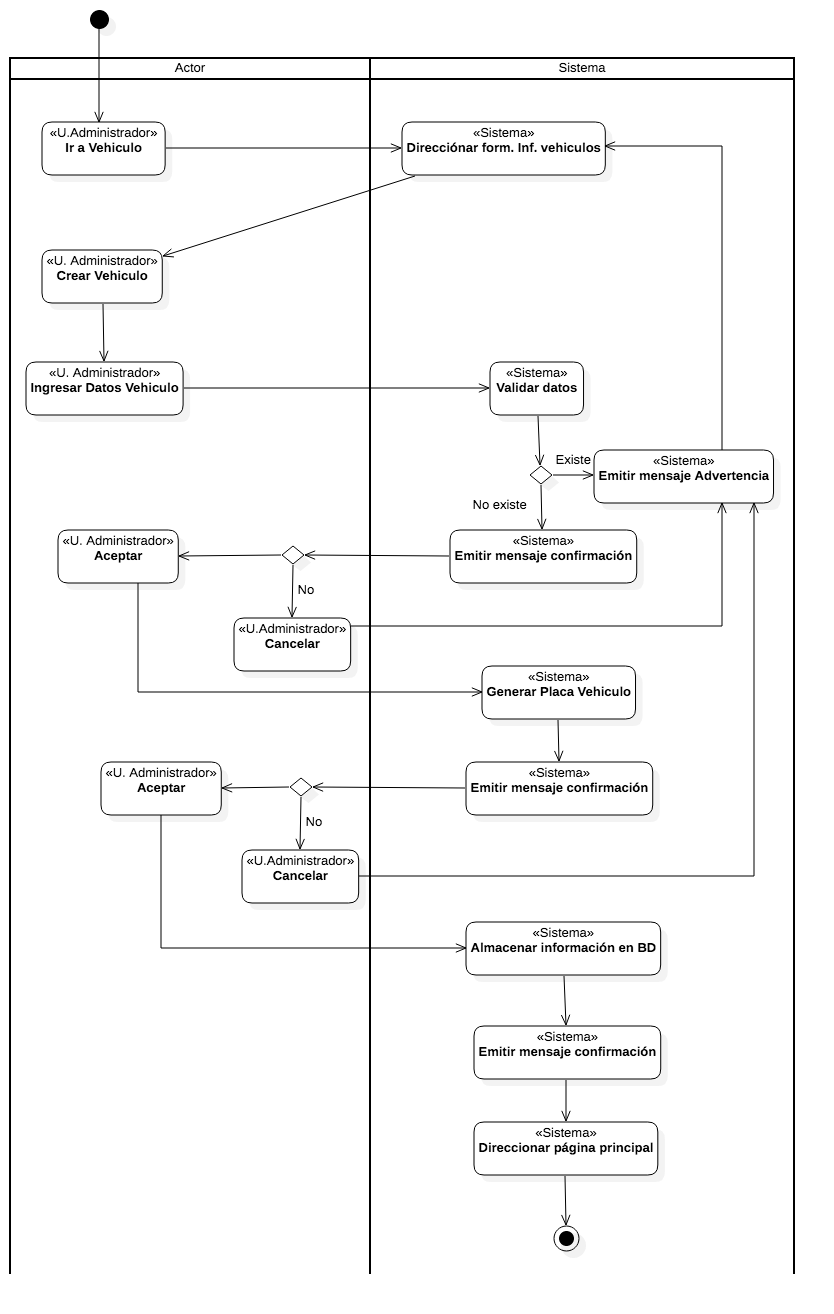 Actor
Sistema
«U.Administrador»
Ir a Vehiculo
«Sistema»
Direcciónar form. Inf. vehiculos
«U. Administrador»
Crear Vehiculo
«U. Administrador»
Ingresar Datos Vehiculo
«Sistema»
Validar datos
Existe
«Sistema»
Emitir mensaje Advertencia
No existe
«U. Administrador»
Aceptar
«Sistema»
Emitir mensaje confirmación
No
«U.Administrador»
Cancelar
«Sistema»
Generar Placa Vehiculo
«U. Administrador»
Aceptar
«Sistema»
Emitir mensaje confirmación
No
«U.Administrador»
Cancelar
«Sistema»
Almacenar información en BD
«Sistema»
Emitir mensaje confirmación
«Sistema»
Direccionar página principal